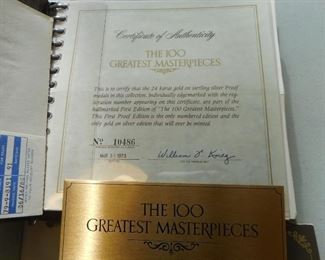 Certificate of Authenticity
THE 100
GREATEST MASTERPIECES
This is to certify that the 24 karat gold on sterling silver Proof
medals in this collection, individually edgemarked with the reg-
istration number appearing on this certificate, are part of the
hallmarked First Edition of "The 100 Greatest Masterpieces."
This First Proof Edition is the only numbered edition and the
only gold on silver edition that will ever be minted.
No 10486
MAY 31 1973
THE 100
GREATEST MASTERPIECES